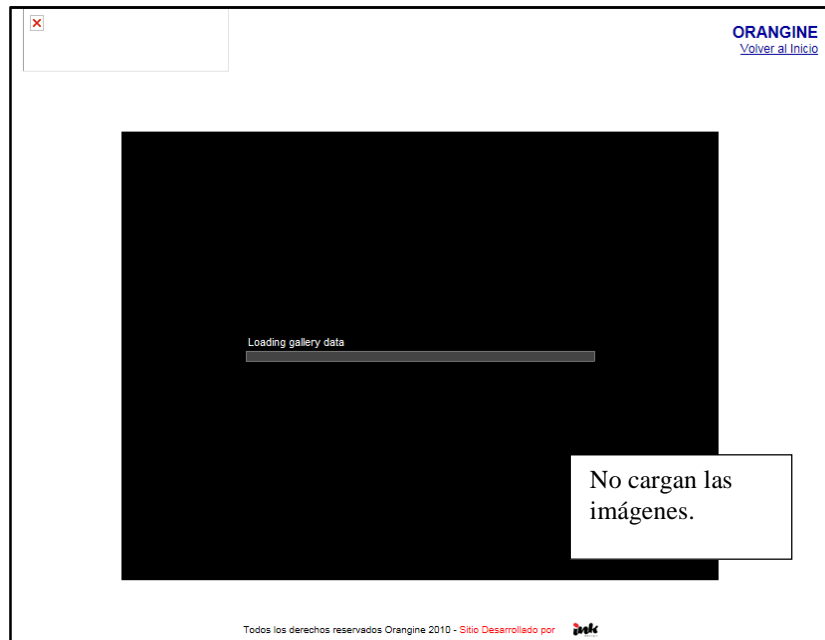 ORANGINE
Volver al Inicio
Loading gallery data
No cargan las
imágenes.
Todos los derechos reservados Orangine 2010 - Sitio Desarrollado por ink